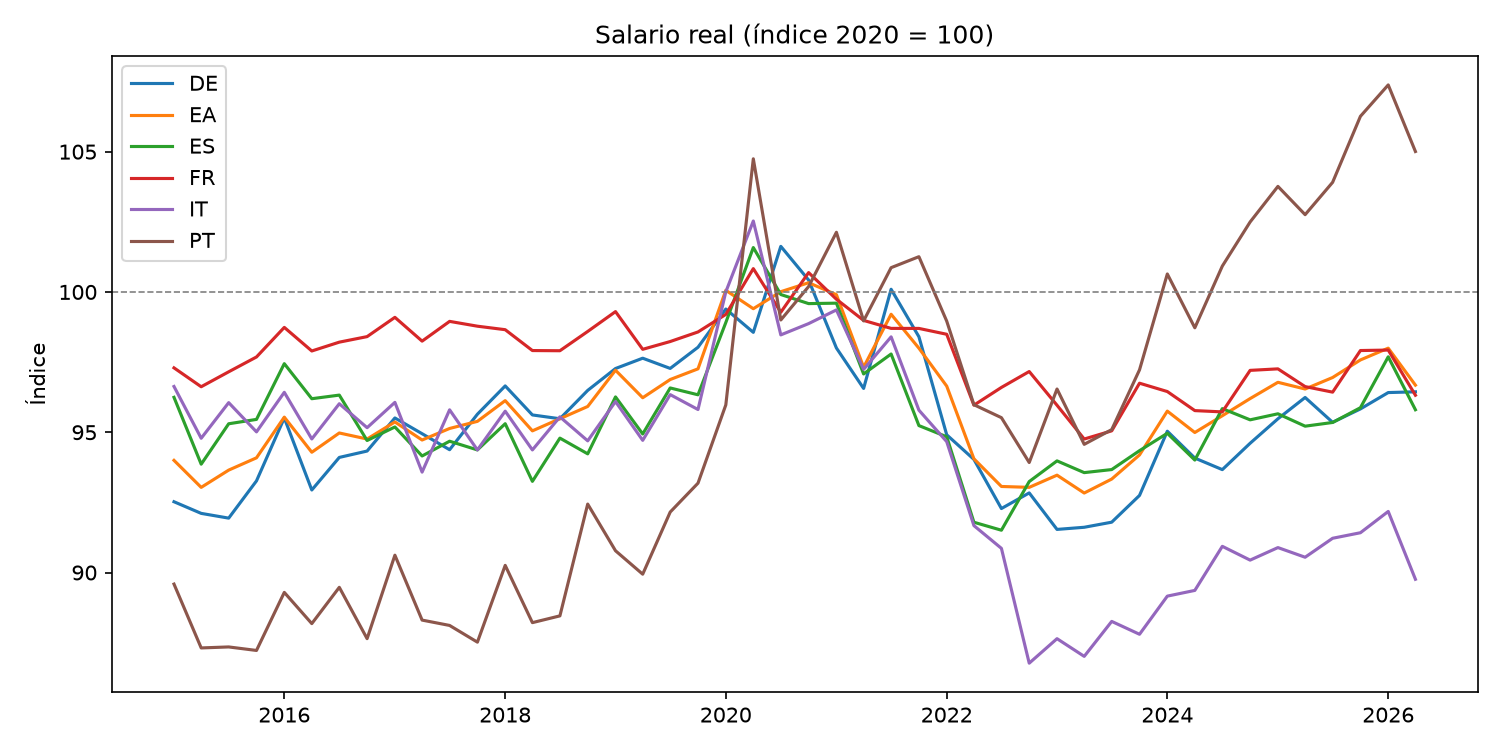 Salario real (índice 2020 = 100)
DE
EA
ES
FR
IT
PT
Índice
105
100
95
90
2016
2018
2020
2022
2024
2026